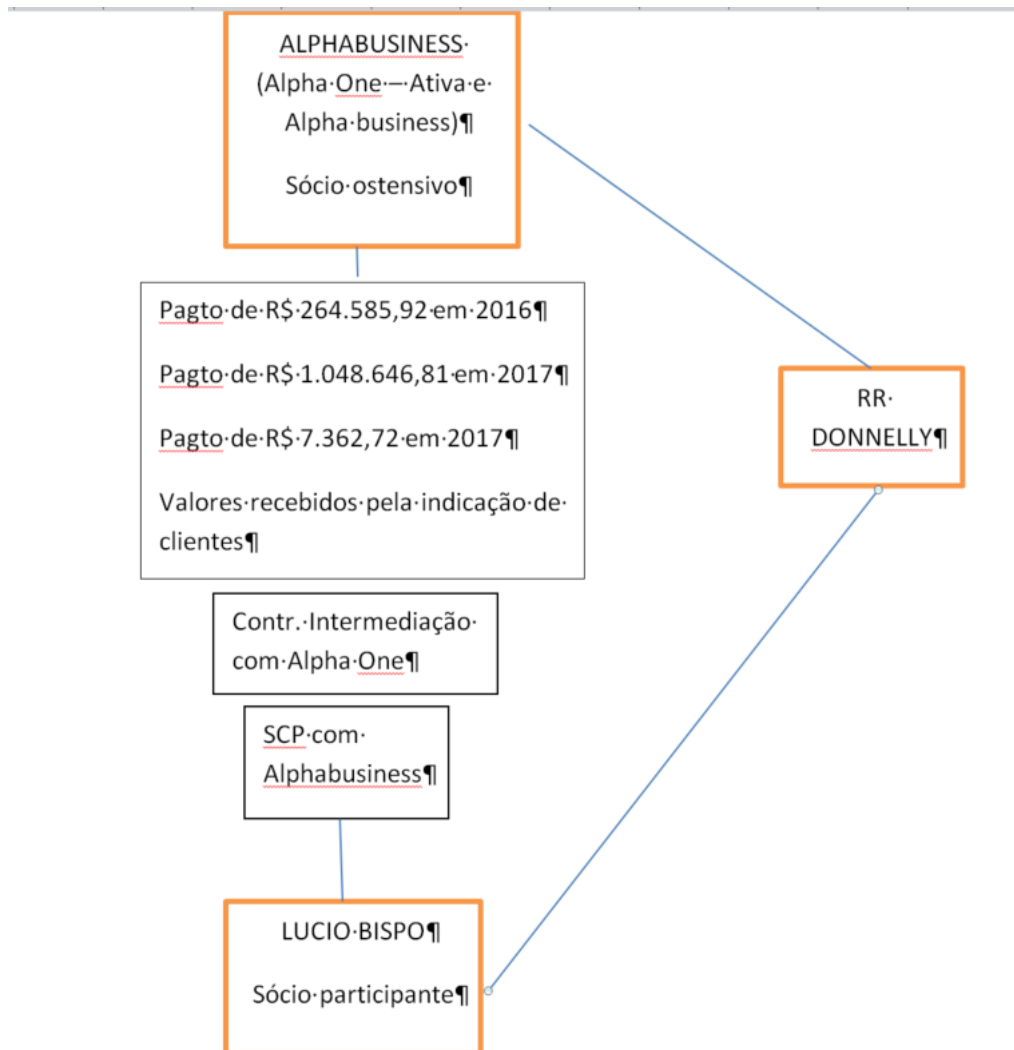 ALPHABUSINESS·
(Alpha·One·–·Ativa·e·
Alpha·business)¶
Sócio·ostensivo¶
Pagto·de·R$·264.585,92·em·2016¶
Pagto·de·R$·1.048.646,81·em·2017¶
Pagto·de·R$·7.362,72·em·2017¶
Valores·recebidos·pela·indicação·de·
clientes¶
RR·
DONNELLY¶
Contr.·Intermediação·
com·Alpha·One¶
SCP·com·
Alphabusiness¶
LUCIO·BISPO¶
Sócio·participante¶